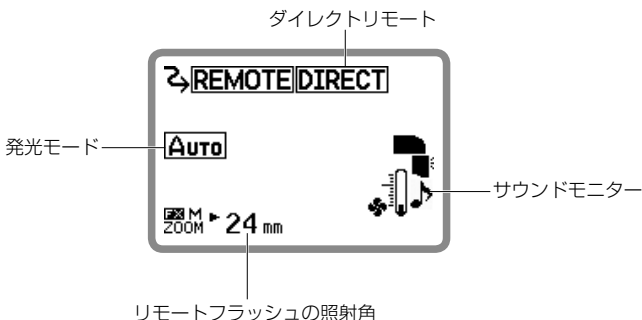 ダイレクトリモート
REMOTE DIRECT
発光モード
AUTO
サウンドモニター
FX M
ZOOM 24 mm
リモートフラッシュの照射角